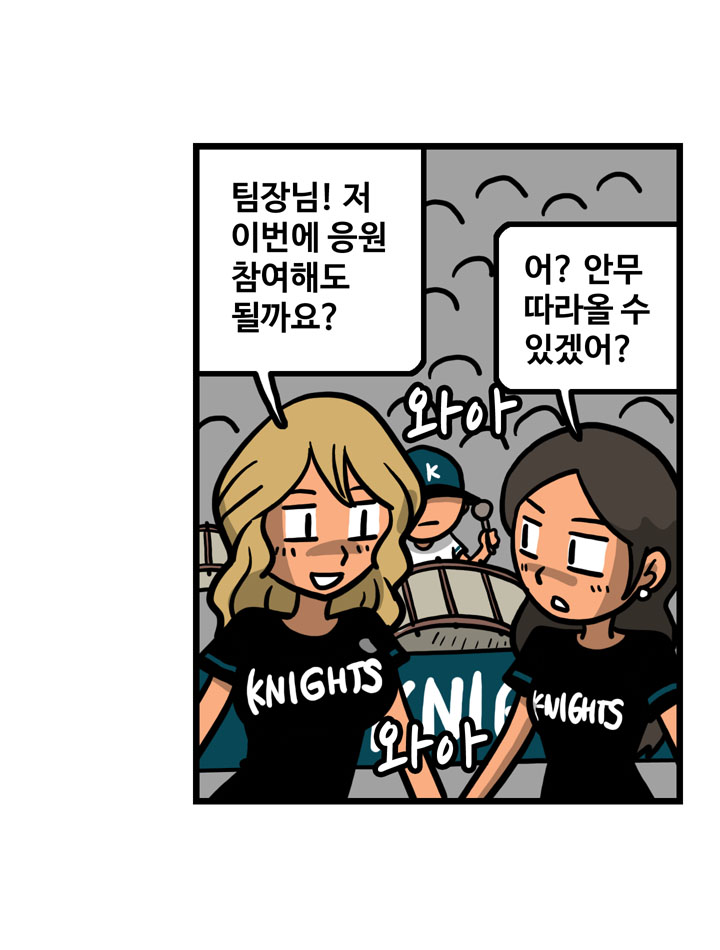 팀장님! 저
이번에 응원
참여해도
될까요?
어? 안무
따라올 수
있겠어?
와아
K
KNIGHTS
KNIGHTS
KNIG
와아